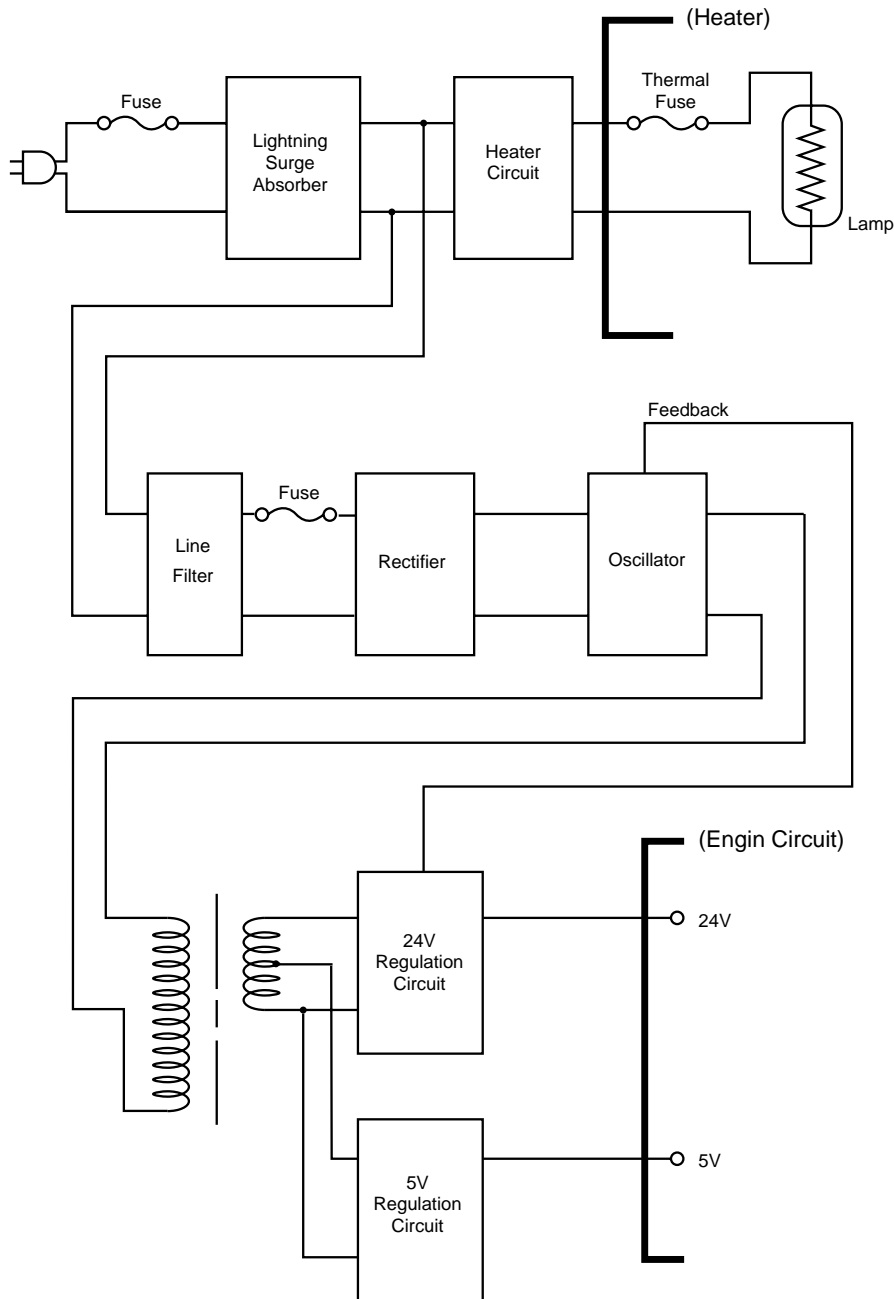 (Heater)
Fuse
Thermal
Fuse
Lightning
Surge
Absorber
Heater
Circuit
Lamp
Feedback
Fuse
Line
Filter
Rectifier
Oscillator
(Engin Circuit)
24V
Regulation
Circuit
24V
5V
Regulation
Circuit
5V